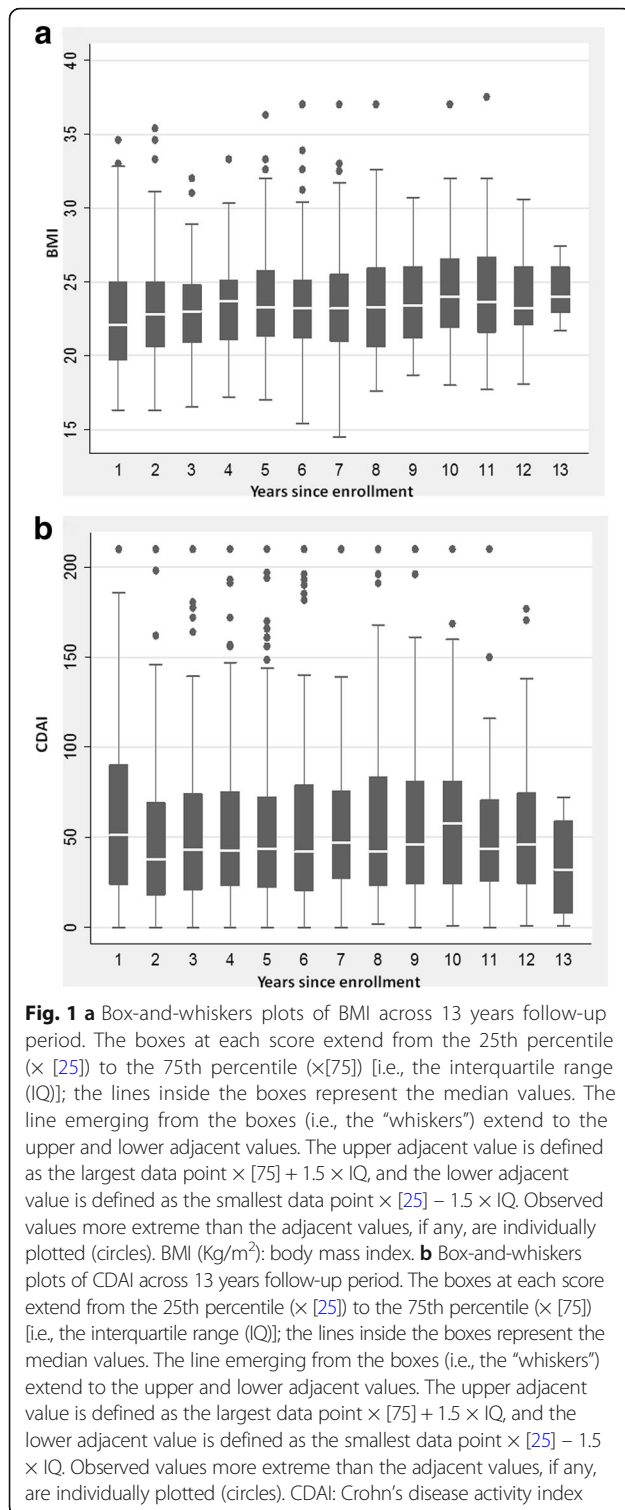 a
40
35
30
25
20
15
BMI
1 2 3 4 5 6 7 8 9 10 11 12 13
Years since enrollment
b
200
150
100
50
0
CDAI
1 2 3 4 5 6 7 8 9 10 11 12 13
Years since enrollment
Fig. 1 a Box-and-whiskers plots of BMI across 13 years follow-up
period. The boxes at each score extend from the 25th percentile
(× [25]) to the 75th percentile (×[75]) [i.e., the interquartile range
(IQ)]; the lines inside the boxes represent the median values. The
line emerging from the boxes (i.e., the “whiskers”) extend to the
upper and lower adjacent values. The upper adjacent value is defined
as the largest data point × [75] + 1.5 × IQ, and the lower adjacent
value is defined as the smallest data point × [25] − 1.5 × IQ. Observed
values more extreme than the adjacent values, if any, are individually
plotted (circles). BMI (Kg/m²): body mass index. b Box-and-whiskers
plots of CDAI across 13 years follow-up period. The boxes at each score
extend from the 25th percentile (× [25]) to the 75th percentile (× [75])
[i.e., the interquartile range (IQ)]; the lines inside the boxes represent the
median values. The line emerging from the boxes (i.e., the “whiskers”)
extend to the upper and lower adjacent values. The upper adjacent
value is defined as the largest data point × [75] + 1.5 × IQ, and the
lower adjacent value is defined as the smallest data point × [25] − 1.5
× IQ. Observed values more extreme than the adjacent values, if any,
are individually plotted (circles). CDAI: Crohn’s disease activity index